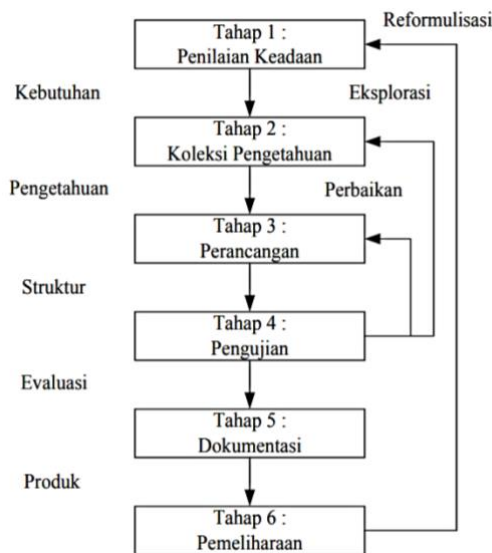 Reformulisasi
Tahap 1 :
Penilaian Keadaan
Kebutuhan
Eksplorasi
Tahap 2 :
Koleksi Pengetahuan
Pengetahuan
Perbaikan
Tahap 3 :
Perancangan
Struktur
Tahap 4 :
Pengujian
Evaluasi
Tahap 5 :
Dokumentasi
Produk
Tahap 6 :
Pemeliharaan